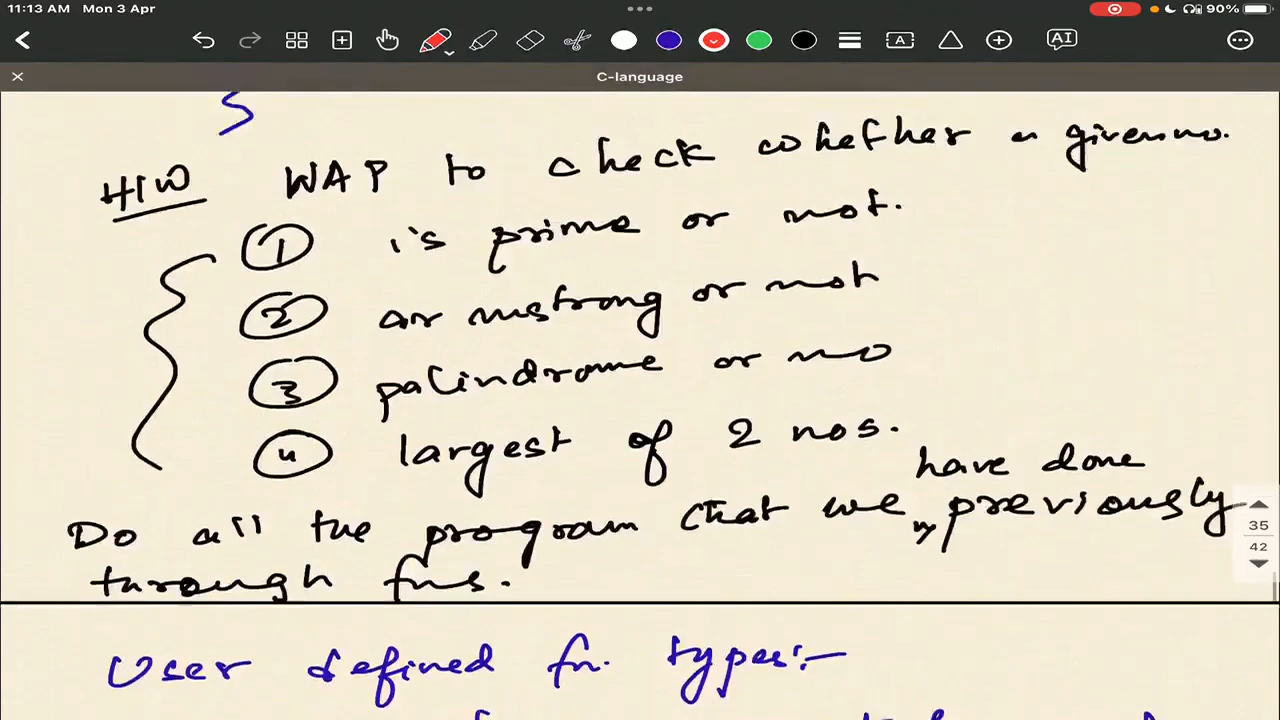 11:13 AM Mon 3 Apr
90%
A
AI
C-language
H/W WAP to check whether a given no.
① is prime or not.
② armstrong or not
③ palindrome or no
④ largest of 2 nos.
have done
Do all the program that we previously
through fns.
35
42
User defined fn. types:-